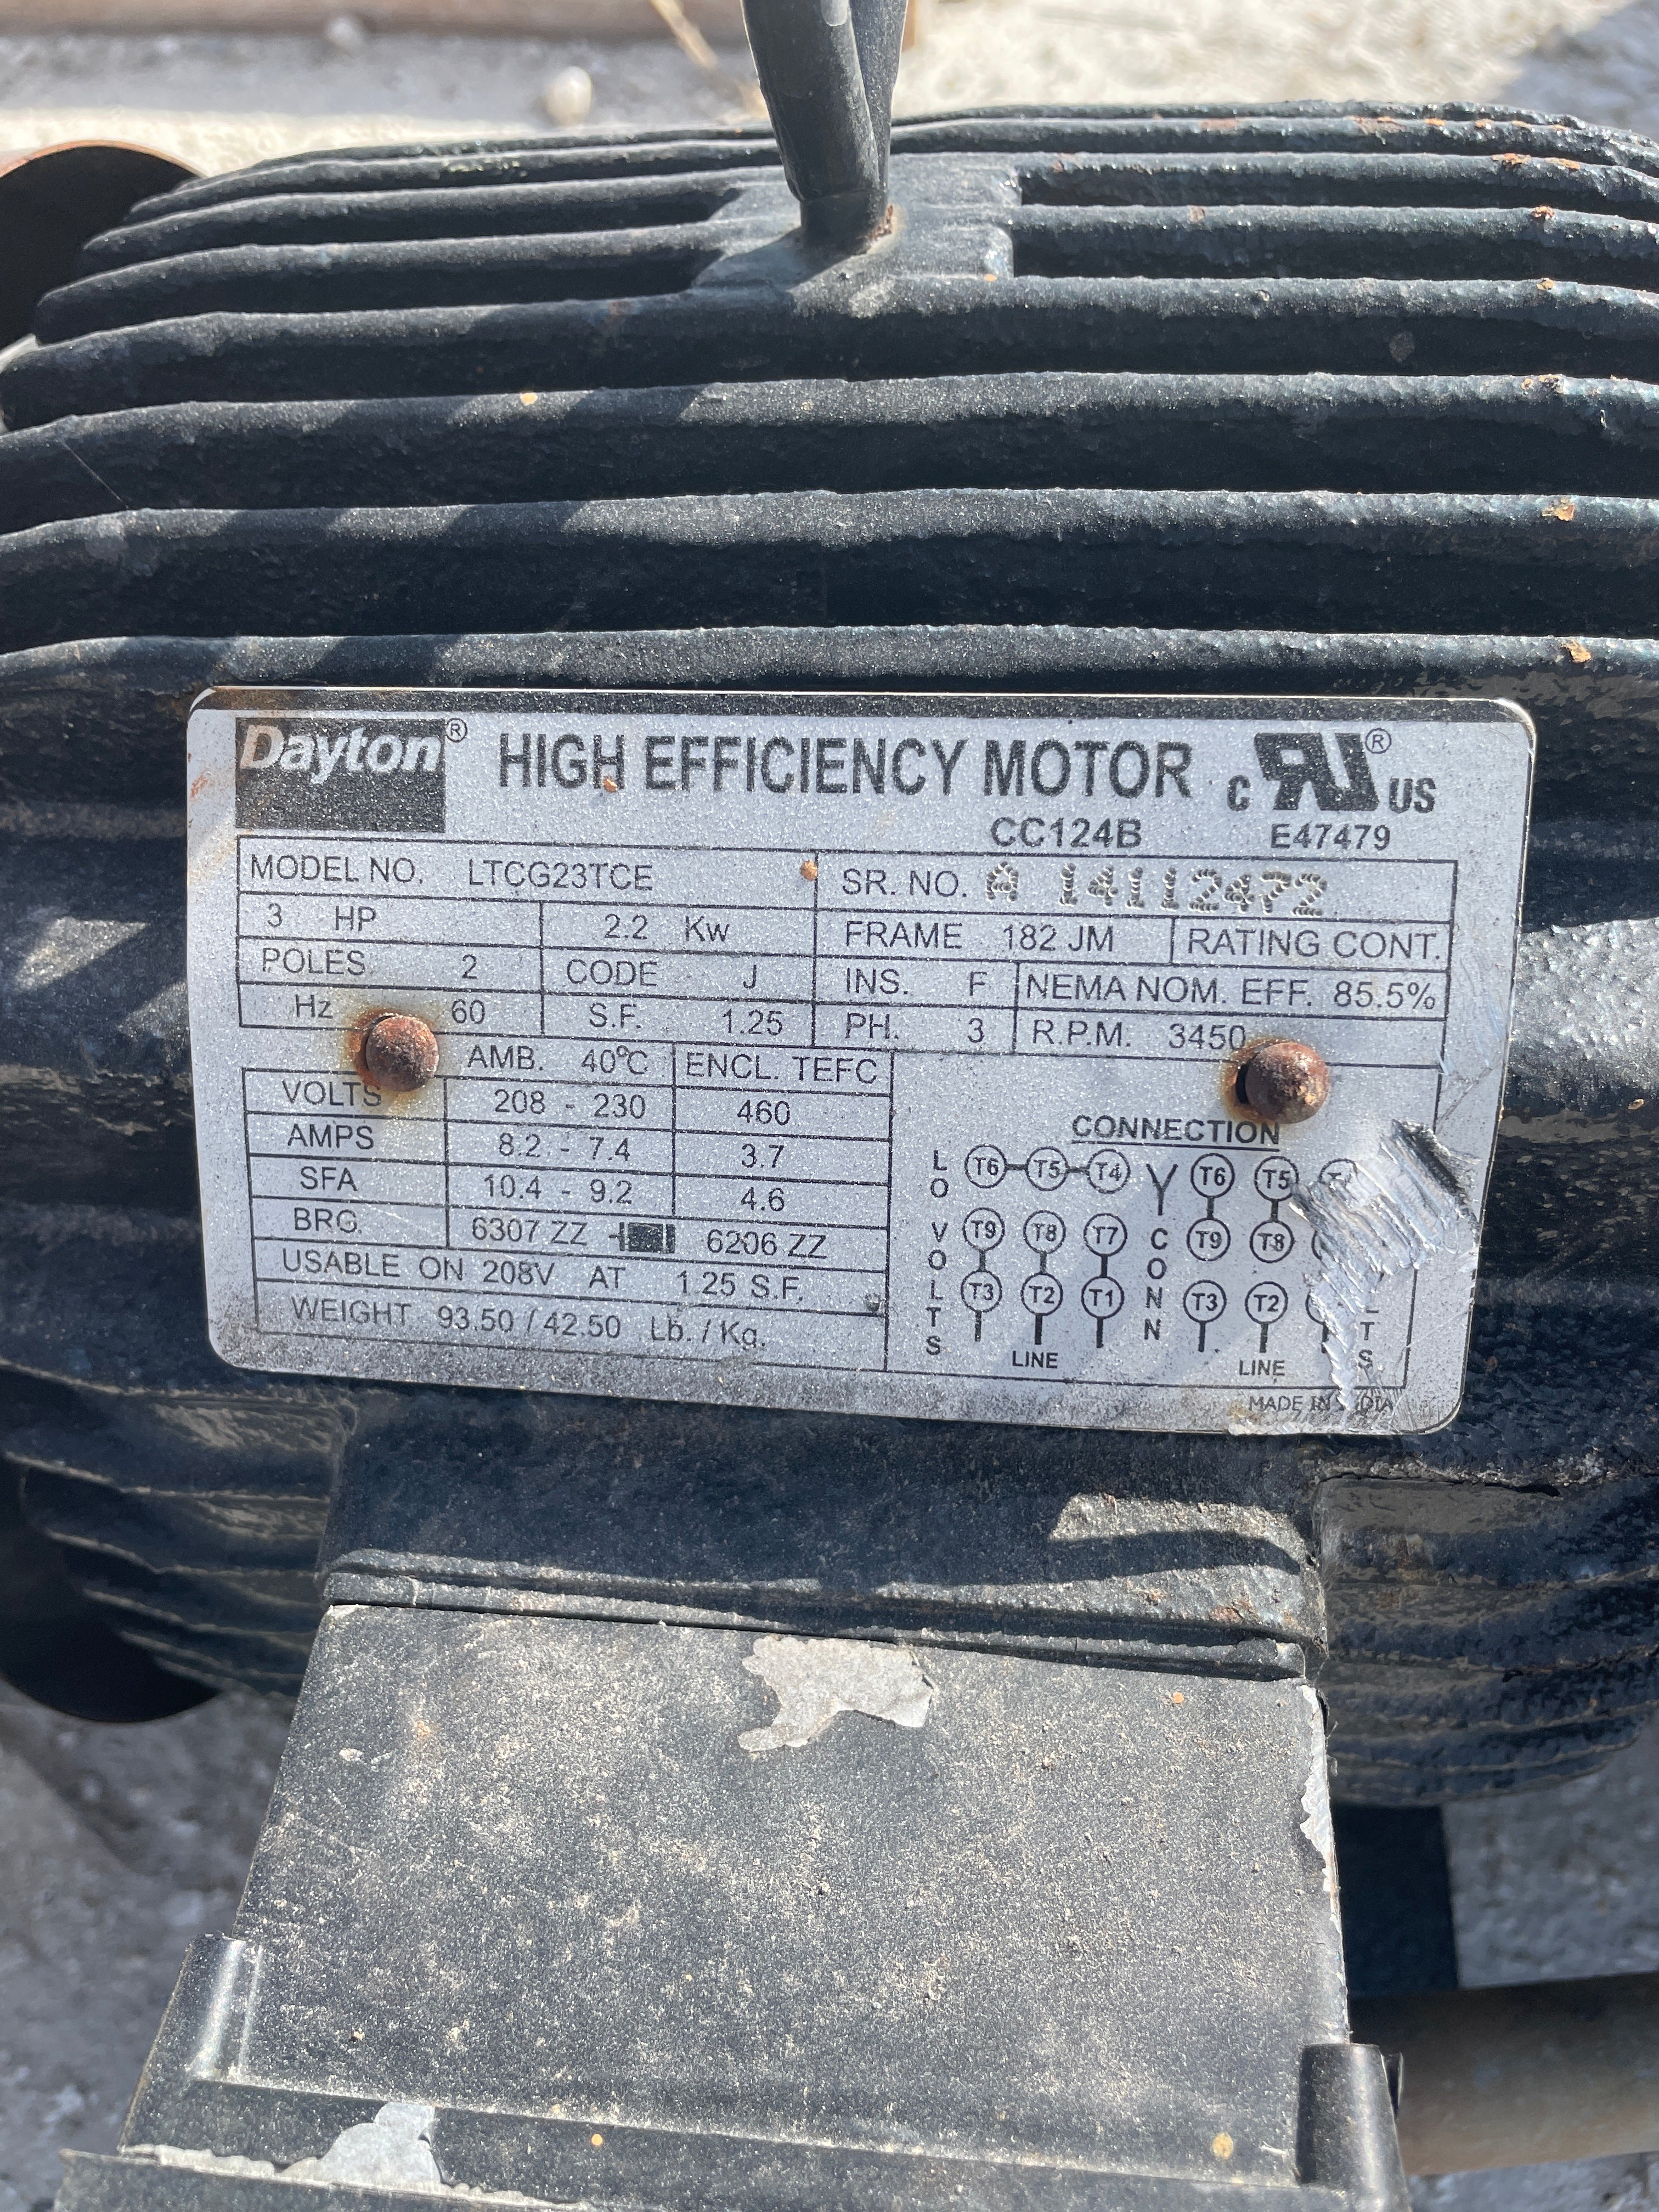 Dayton® HIGH EFFICIENCY MOTOR c RU® US
CC124B E47479
MODEL NO. LTCG23TCE SR. NO. A 14112472
3 HP 2.2 Kw FRAME 182 JM RATING CONT.
POLES 2 CODE J INS. F NEMA NOM. EFF. 85.5%
Hz 60 S.F. 1.25 PH. 3 R.P.M. 3450
AMB. 40°C ENCL. TEFC
VOLTS 208 - 230 460
AMPS 8.2 - 7.4 3.7
SFA 10.4 - 9.2 4.6
BRG. 6307 ZZ 6206 ZZ
USABLE ON 208V AT 1.25 S.F.
WEIGHT 93.50 / 42.50 Lb. / Kg.
CONNECTION
LO VOLTS
T6 T5 T4
T9 T8 T7
T3 T2 T1
LINE
Y CONN
T6 T5
T9 T8
T3 T2
LINE
MADE IN